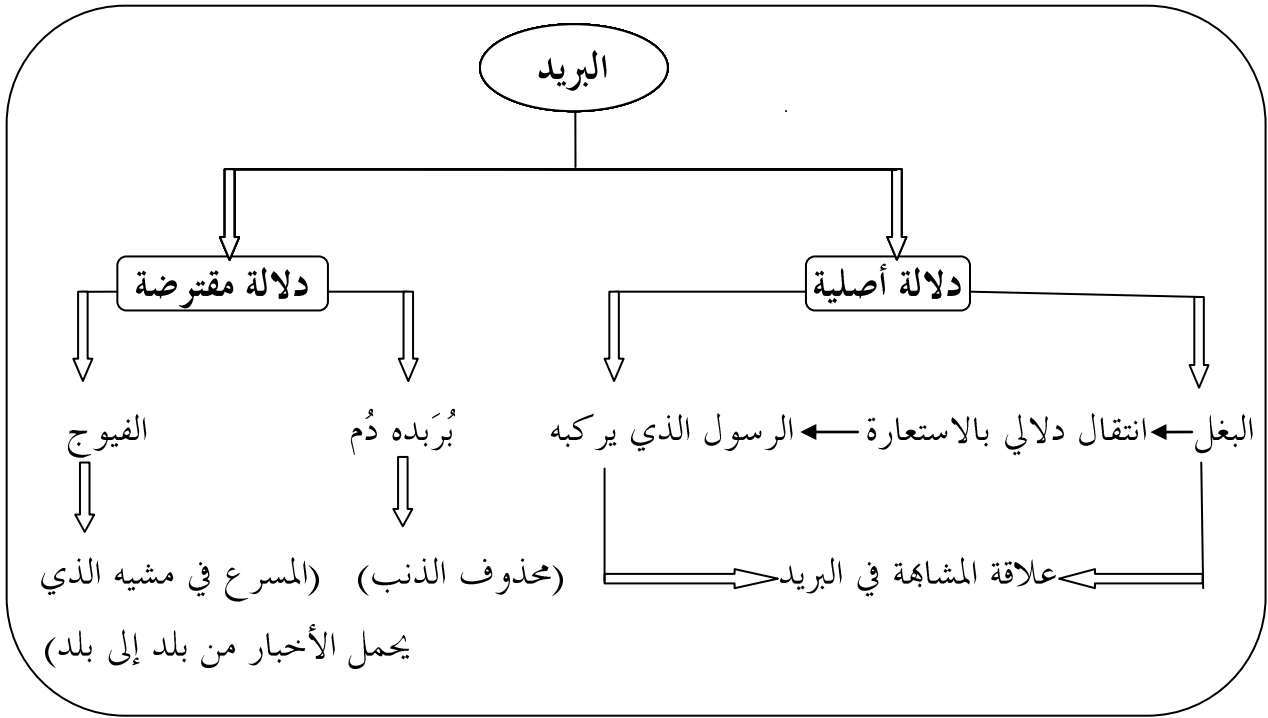 البريد
دلالة أصلية
دلالة مقترضة
البغل
انتقال دلالي بالاستعارة
الرسول الذي يركبه
بُرَبده دُم
الفيوج
علاقة المشابهة في البريد
(محذوف الذنب)
(المسرع في مشيه الذي
يحمل الأخبار من بلد إلى بلد)